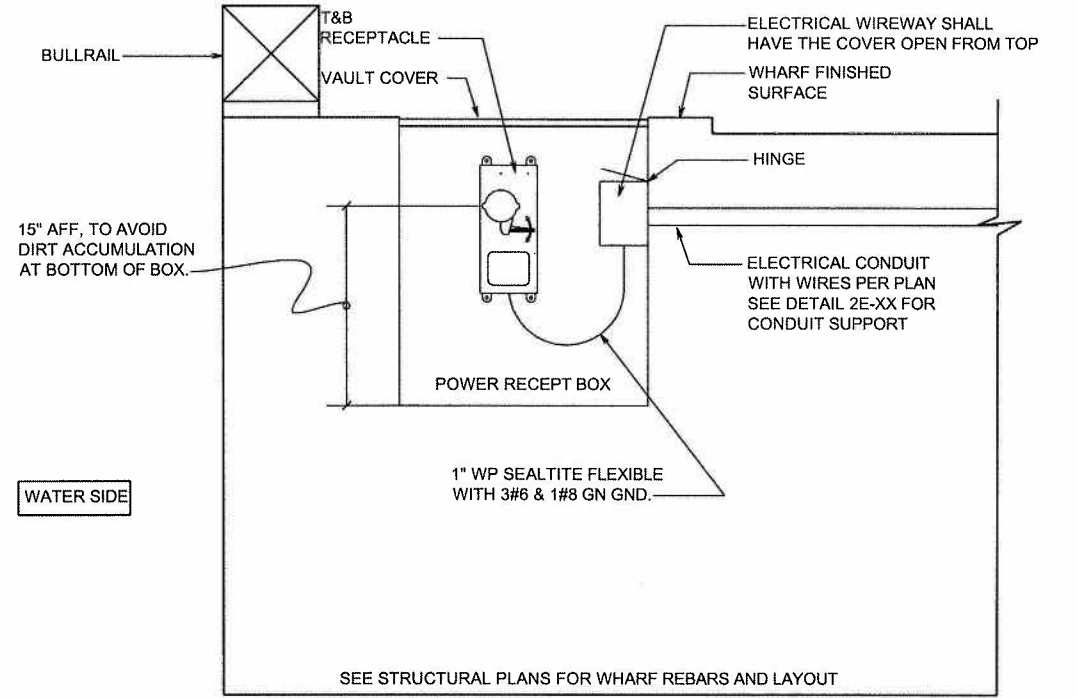 T&B
RECEPTACLE
BULLRAIL
VAULT COVER
ELECTRICAL WIREWAY SHALL
HAVE THE COVER OPEN FROM TOP
WHARF FINISHED
SURFACE
HINGE
15" AFF, TO AVOID
DIRT ACCUMULATION
AT BOTTOM OF BOX.
ELECTRICAL CONDUIT
WITH WIRES PER PLAN
SEE DETAIL 2E-XX FOR
CONDUIT SUPPORT
POWER RECEPT BOX
1" WP SEALTITE FLEXIBLE
WITH 3#6 & 1#8 GN GND.
WATER SIDE
SEE STRUCTURAL PLANS FOR WHARF REBARS AND LAYOUT